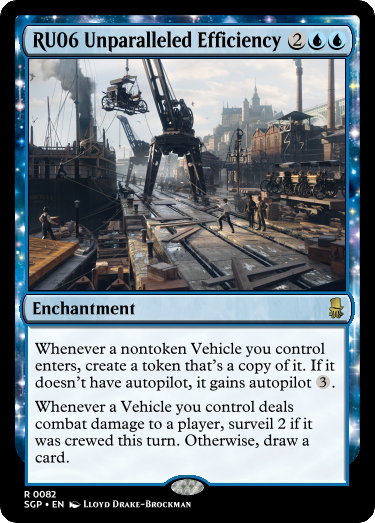 RU06 Unparalleled Efficiency 2
Enchantment
Whenever a nontoken Vehicle you control
enters, create a token that's a copy of it. If it
doesn't have autopilot, it gains autopilot 3.
Whenever a Vehicle you control deals
combat damage to a player, surveil 2 if it
was crewed this turn. Otherwise, draw a
card.
R 0082
SGP • EN Lloyd Drake-Brockman